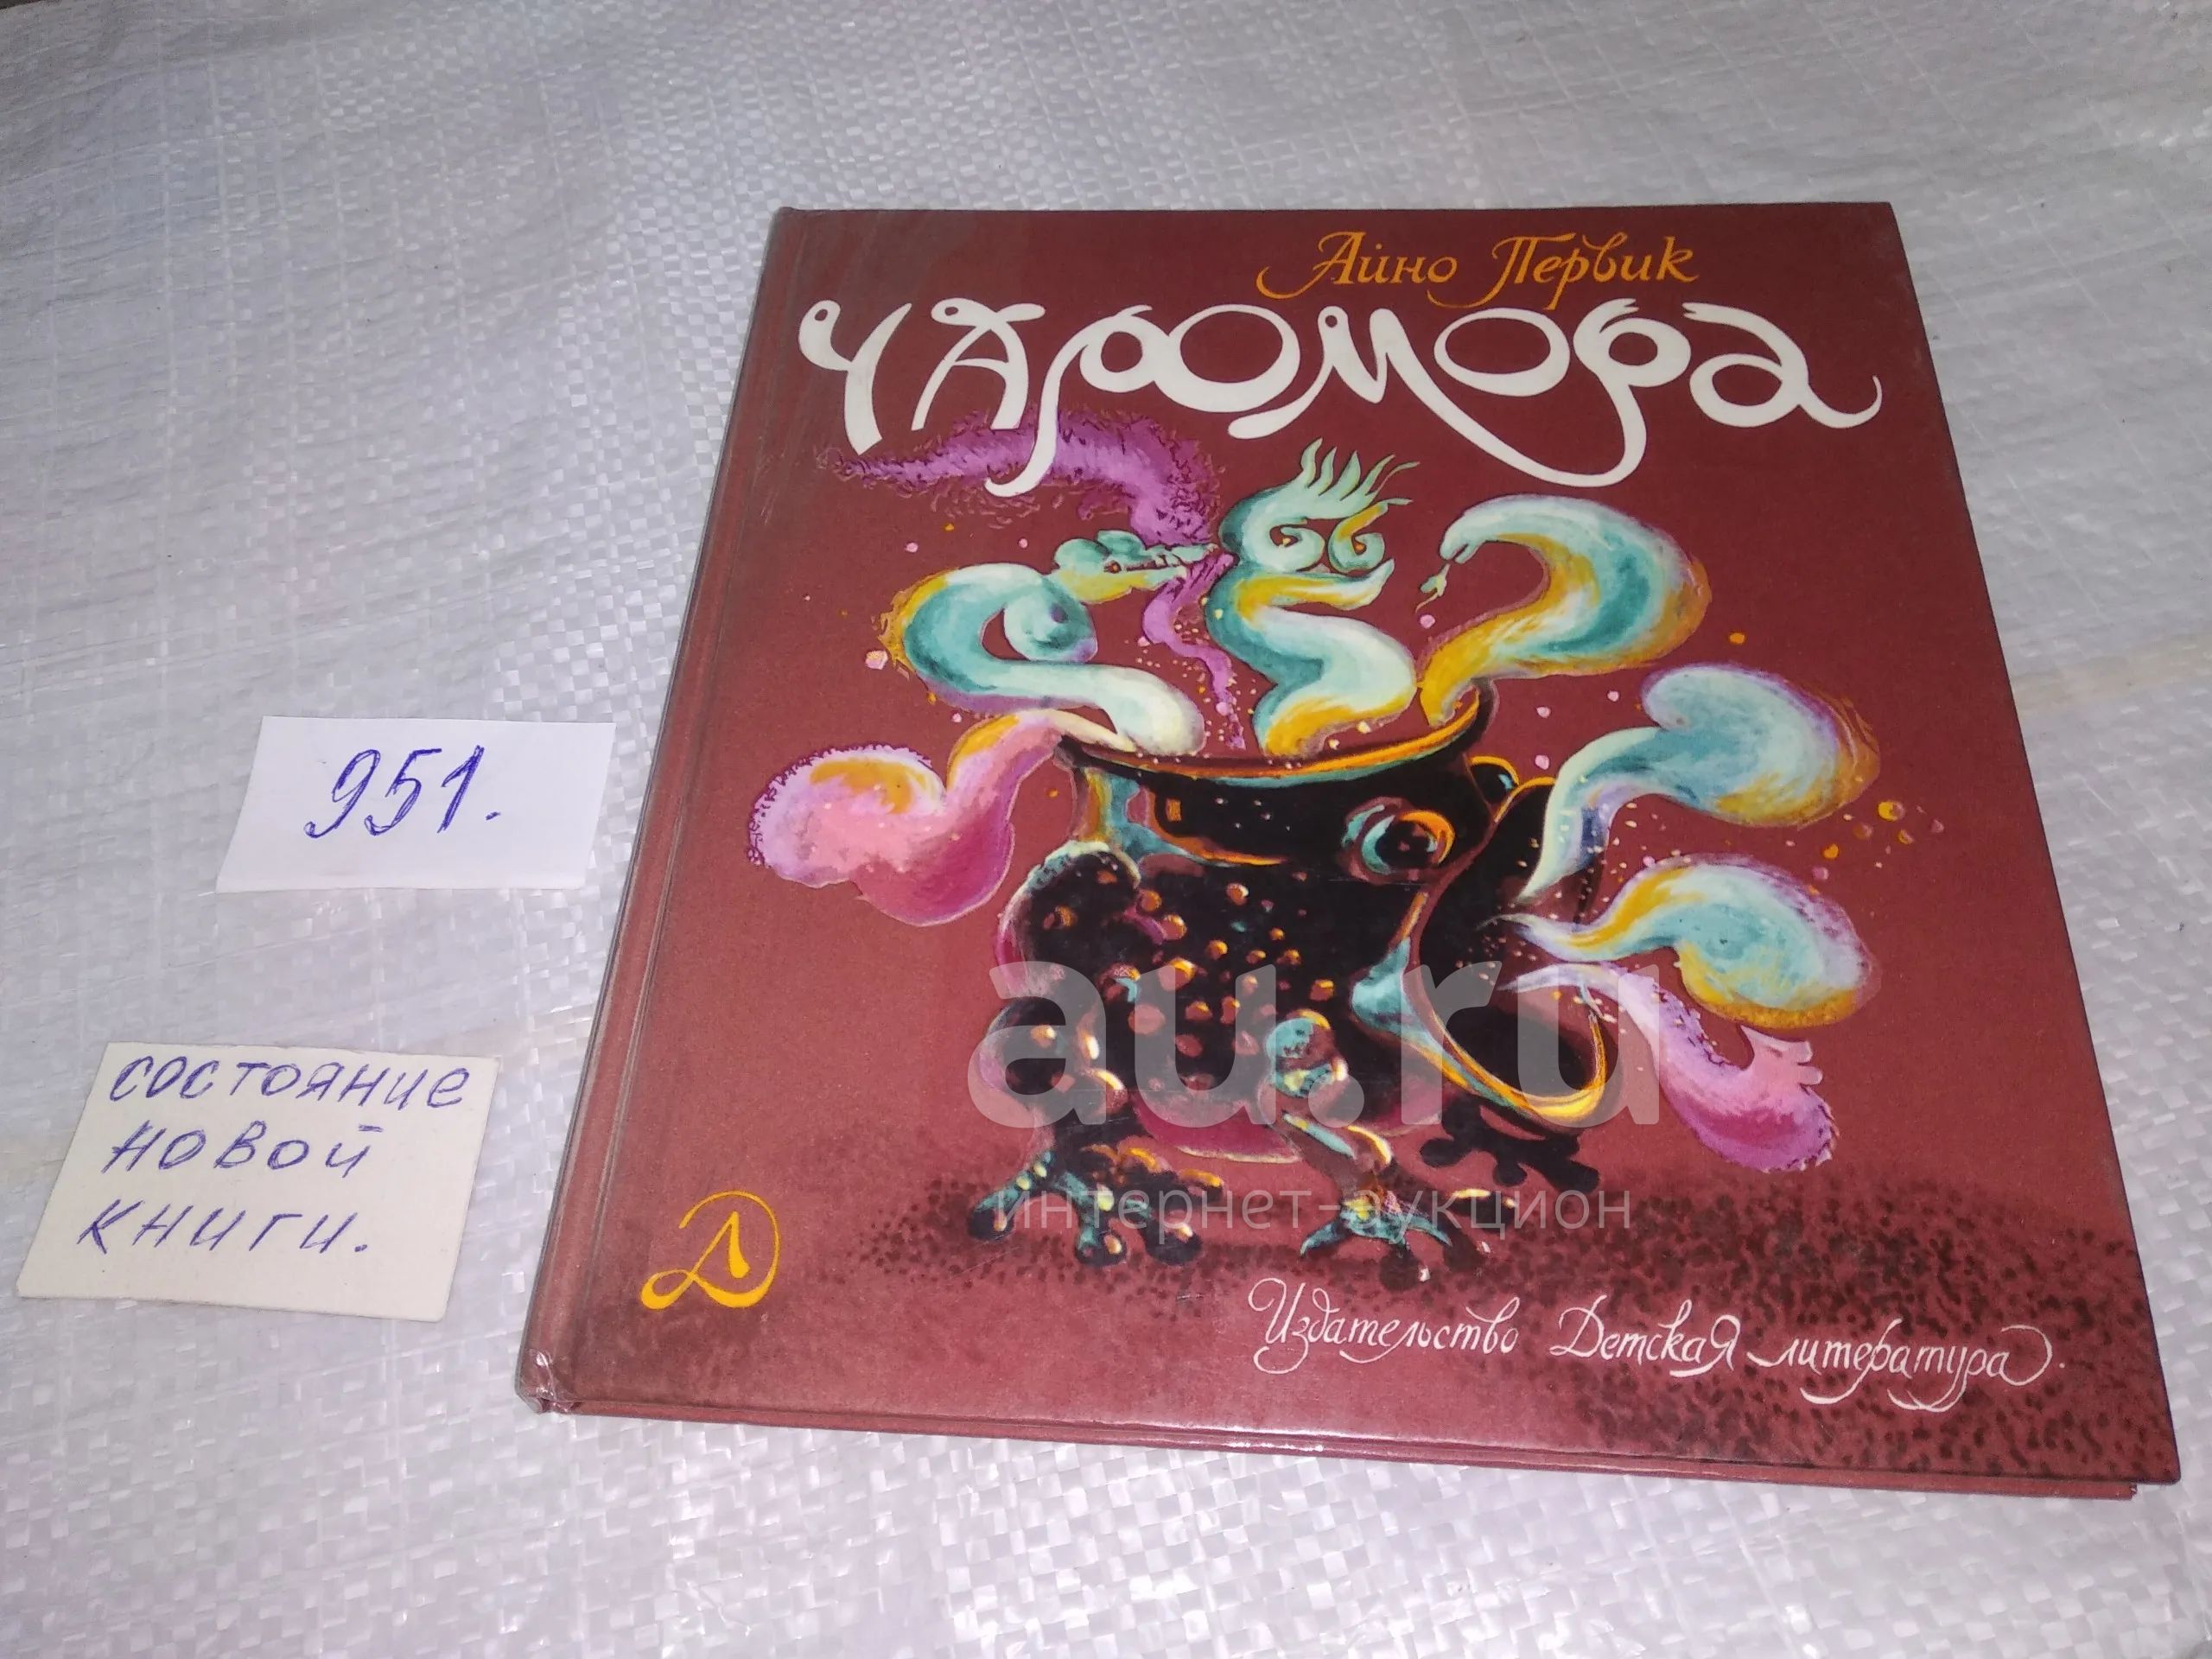 Айно Первик
Чаромора
951.
состояние
новой
книги.
au.ru
интернет-аукцион
Д
Издательство Детская литература.